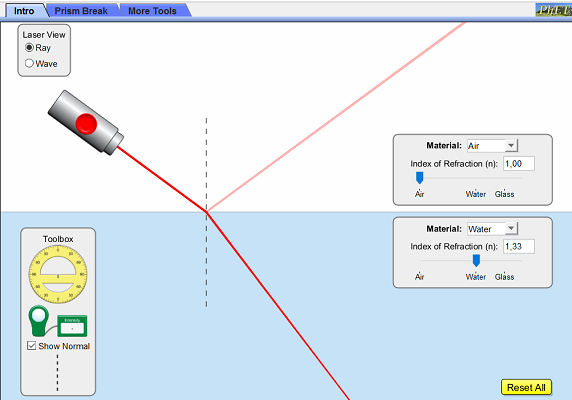 Intro Prism Break More Tools PhET
Laser View
Ray
Wave
Material: Air
Index of Refraction (n): 1,00
Air Water Glass
Material: Water
Index of Refraction (n): 1,33
Air Water Glass
Toolbox
Intensity
Show Normal
Reset All